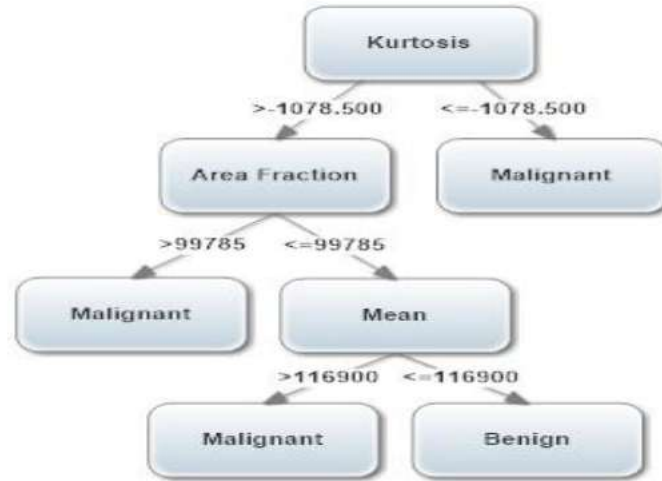 Kurtosis
>-1078.500 <=-1078.500
Area Fraction Malignant
>99785 <=99785
Malignant Mean
>116900 <=116900
Malignant Benign